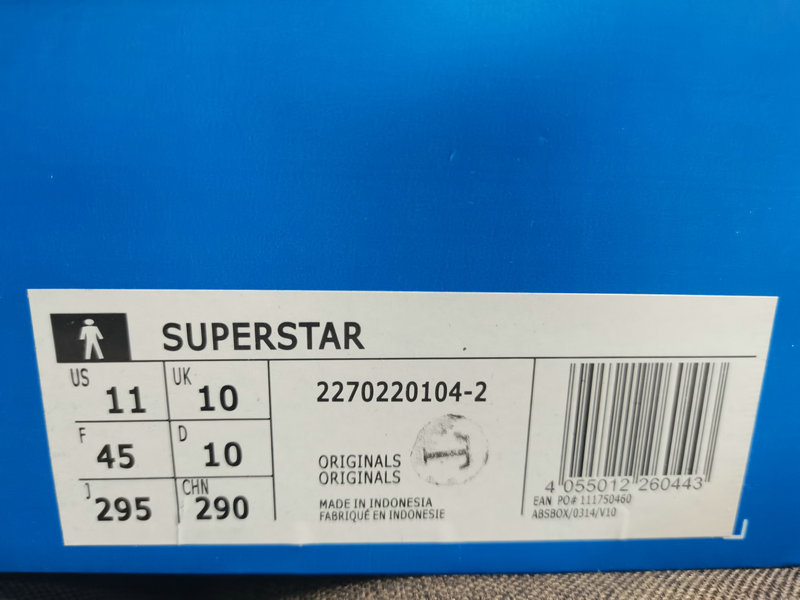 SUPERSTAR
US 11 UK 10
F 45 D 10
J 295 CHN 290
2270220104-2
ORIGINALS
ORIGINALS
MADE IN INDONESIA
FABRIQUÉ EN INDONESIE
4 055012 260443
EAN PO# 111750460
ABSBOX/0314/V10